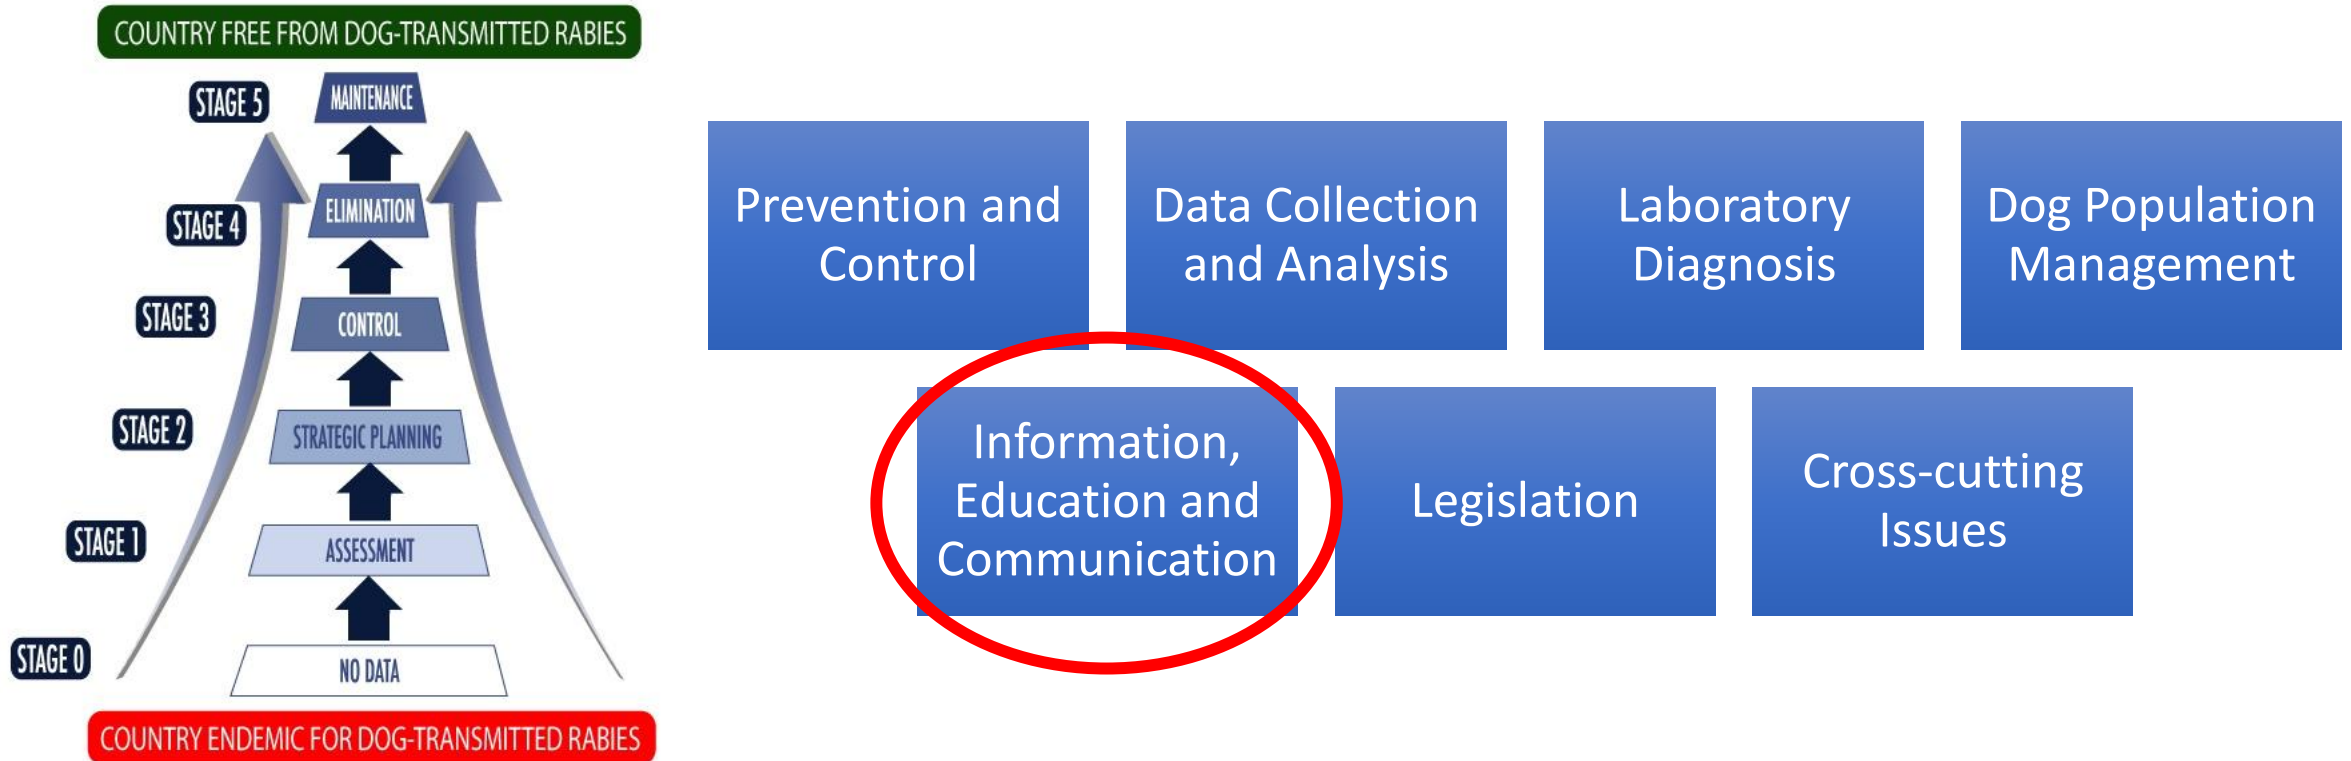 COUNTRY FREE FROM DOG-TRANSMITTED RABIES
STAGE 5
MAINTENANCE
STAGE 4
ELIMINATION
STAGE 3
CONTROL
STAGE 2
STRATEGIC PLANNING
STAGE 1
ASSESSMENT
STAGE 0
NO DATA
COUNTRY ENDEMIC FOR DOG-TRANSMITTED RABIES
Prevention and
Control
Data Collection
and Analysis
Laboratory
Diagnosis
Dog Population
Management
Information,
Education and
Communication
Legislation
Cross-cutting
Issues